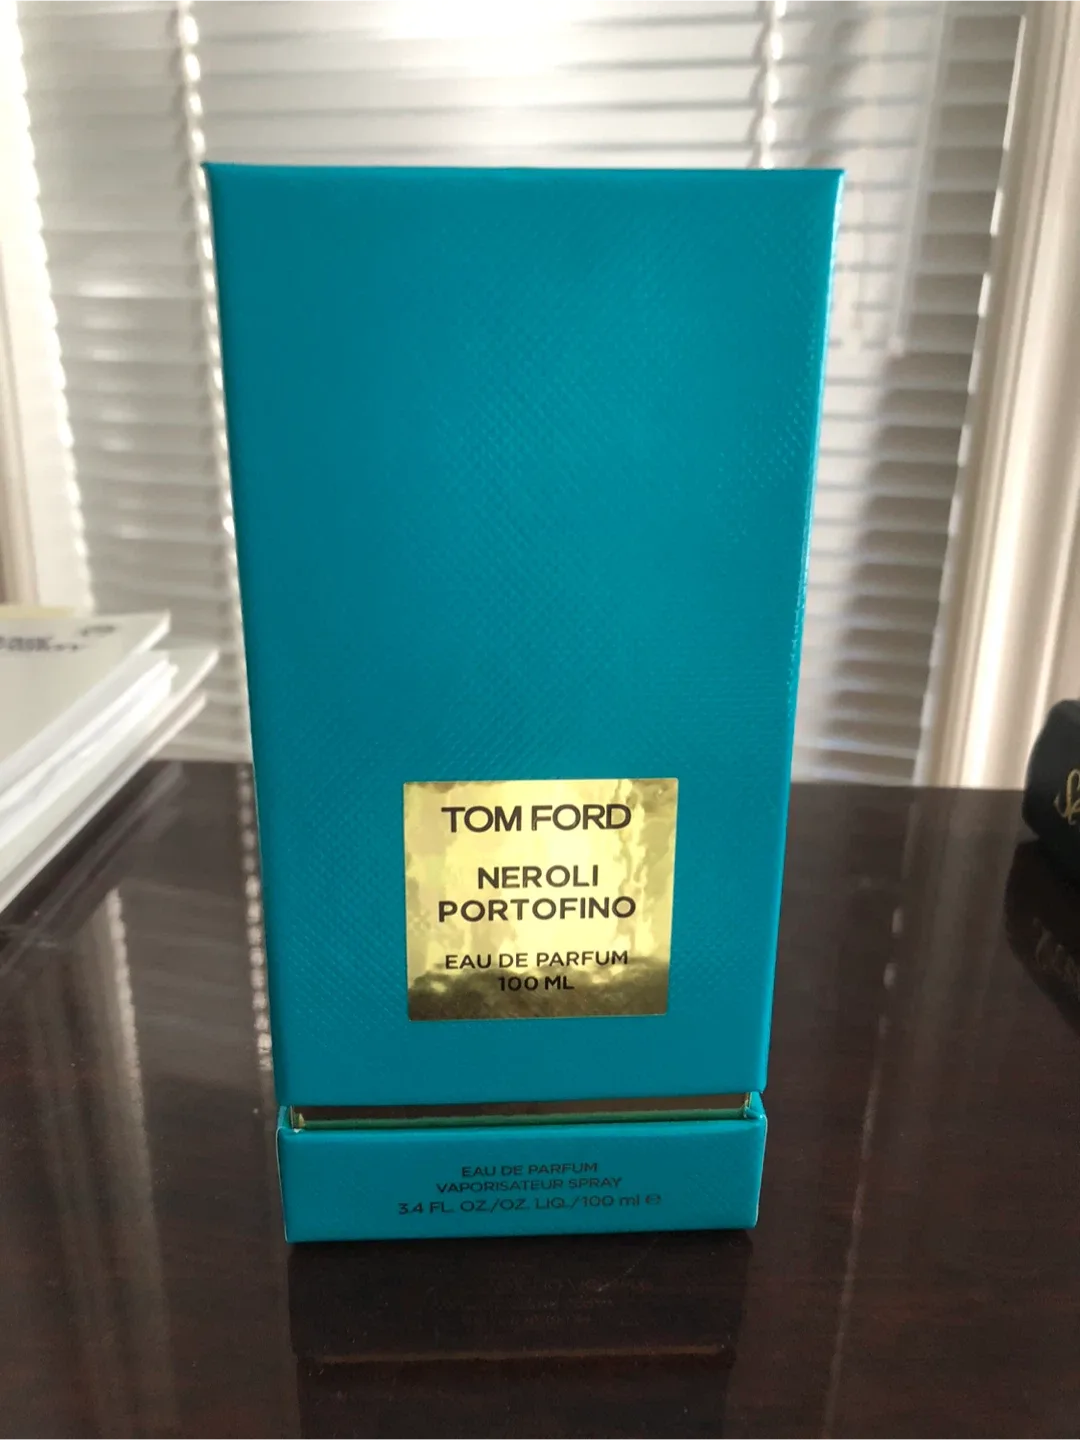 TOM FORD
NEROLI
PORTOFINO
EAU DE PARFUM
100 ML
EAU DE PARFUM
VAPORISATEUR SPRAY
3.4 FL. OZ./OZ. LIQ./100 ml ℮